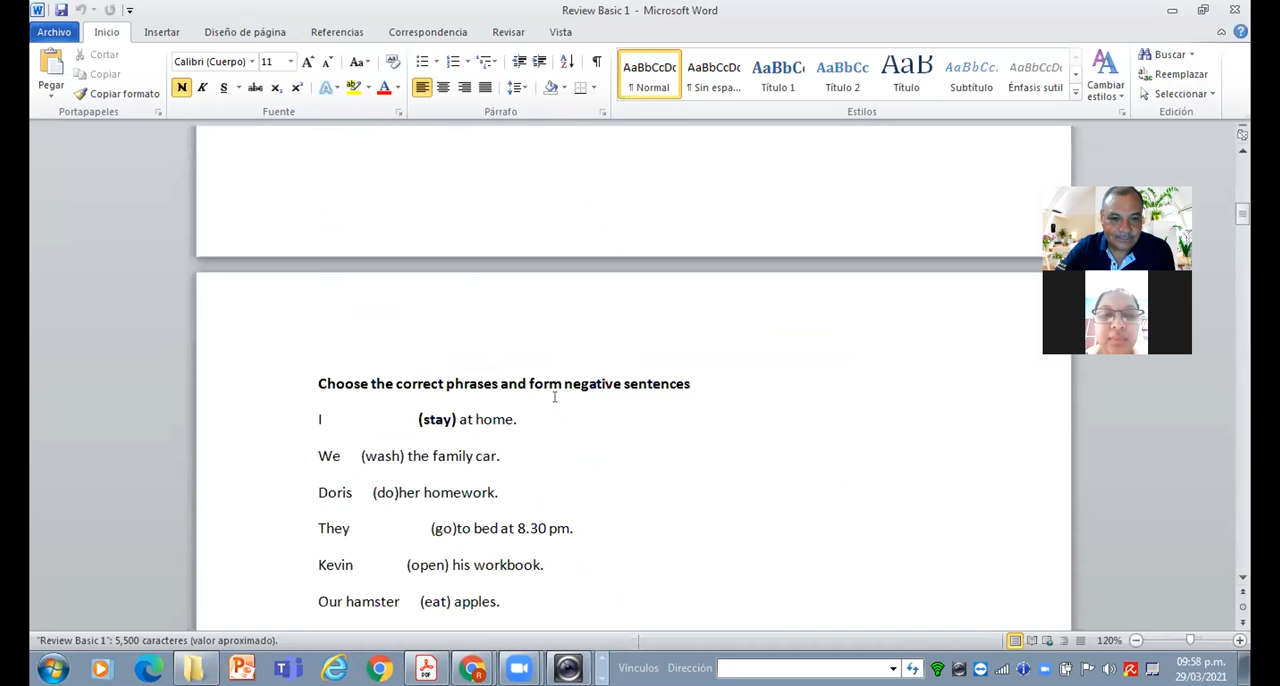 Review Basic 1 - Microsoft Word
Archivo Inicio Insertar Diseño de página Referencias Correspondencia Revisar Vista
Pegar
Cortar
Copiar
Copiar formato
Portapapeles
Calibri (Cuerpo) 11
N K S abc x₂ x² A A
Fuente
Párrafo
AaBbCcDc AaBbCcDc AaBbC AaBbCc AaB AaBbCc. AaBbCcDc
¶ Normal ¶ Sin espa... Título 1 Título 2 Título Subtítulo Énfasis sutil
Cambiar
estilos
Estilos
Buscar
Reemplazar
Seleccionar
Edición
Choose the correct phrases and form negative sentences
I (stay) at home.
We (wash) the family car.
Doris (do)her homework.
They (go)to bed at 8.30 pm.
Kevin (open) his workbook.
Our hamster (eat) apples.
"Review Basic 1": 5,500 caracteres (valor aproximado).
120%
Vínculos Dirección
09:58 p.m.
29/03/2021